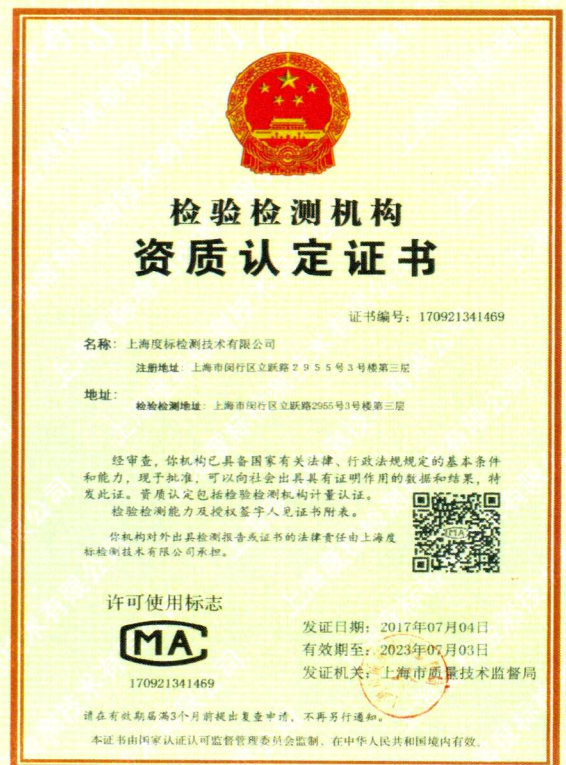 检验检测机构
资质认定证书
证书编号：170921341469
名称：上海度标检测技术有限公司
注册地址：上海市闵行区立跃路２９５５号３号楼第三层
地址：
检验检测地址：上海市闵行区立跃路2955号3号楼第三层
经审查，你机构已具备国家有关法律、行政法规规定的基本条件
和能力，现予批准，可以向社会出具具有证明作用的数据和结果，特
发此证。资质认定包括检验检测机构计量认证。
检验检测能力及授权签字人见证书附表。
你机构对外出具检测报告或证书的法律责任由上海度
标检测技术有限公司承担。
许可使用标志
MA
170921341469
发证日期：2017年07月04日
有效期至：2023年07月03日
发证机关：上海市质量技术监督局
请在有效期届满3个月前提出复查申请，不再另行通知。
本证书由国家认证认可监督管理委员会监制，在中华人民共和国境内有效。